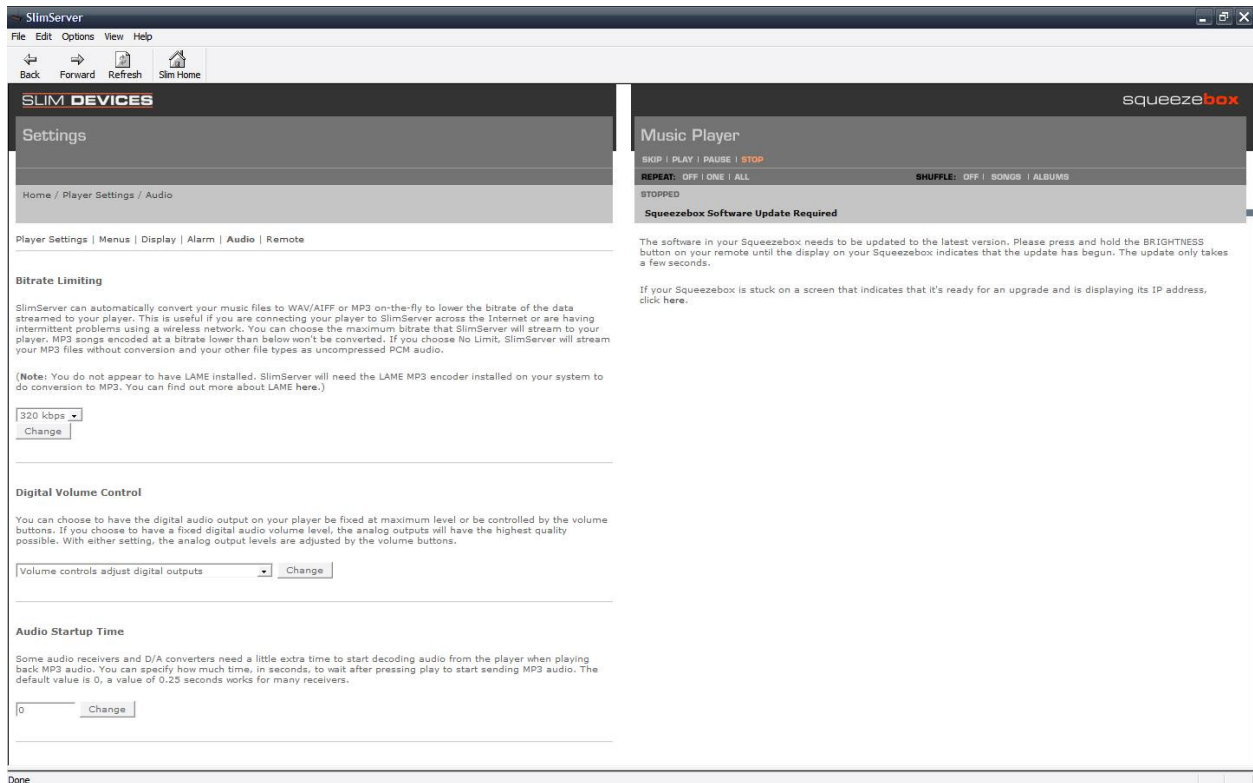 SlimServer
File Edit Options View Help
Back Forward Refresh Slim Home
SLIM DEVICES
Settings
Home / Player Settings / Audio
Player Settings | Menus | Display | Alarm | Audio | Remote
Bitrate Limiting
SlimServer can automatically convert your music files to WAV/AIFF or MP3 on-the-fly to lower the bitrate of the data
streamed to your player. This is useful if you are connecting your player to SlimServer across the Internet or are having
intermittent problems using a wireless network. You can choose the maximum bitrate that SlimServer will stream to your
player. MP3 songs encoded at a bitrate lower than below won't be converted. If you choose No Limit, SlimServer will stream
your MP3 files without conversion and your other file types as uncompressed PCM audio.
(Note: You do not appear to have LAME installed. SlimServer will need the LAME MP3 encoder installed on your system to
do conversion to MP3. You can find out more about LAME here.)
320 kbps
Change
Digital Volume Control
You can choose to have the digital audio output on your player be fixed at maximum level or be controlled by the volume
buttons. If you choose to have a fixed digital audio volume level, the analog outputs will have the highest quality
possible. With either setting, the analog output levels are adjusted by the volume buttons.
Volume controls adjust digital outputs Change
Audio Startup Time
Some audio receivers and D/A converters need a little extra time to start decoding audio from the player when playing
back MP3 audio. You can specify how much time, in seconds, to wait after pressing play to start sending MP3 audio. The
default value is 0, a value of 0.25 seconds works for many receivers.
0 Change
squeezebox
Music Player
SKIP | PLAY | PAUSE | STOP
REPEAT: OFF | ONE | ALL SHUFFLE: OFF | SONGS | ALBUMS
STOPPED
Squeezebox Software Update Required
The software in your Squeezebox needs to be updated to the latest version. Please press and hold the BRIGHTNESS
button on your remote until the display on your Squeezebox indicates that the update has begun. The update only takes
a few seconds.
If your Squeezebox is stuck on a screen that indicates that it's ready for an upgrade and is displaying its IP address,
click here.
Done